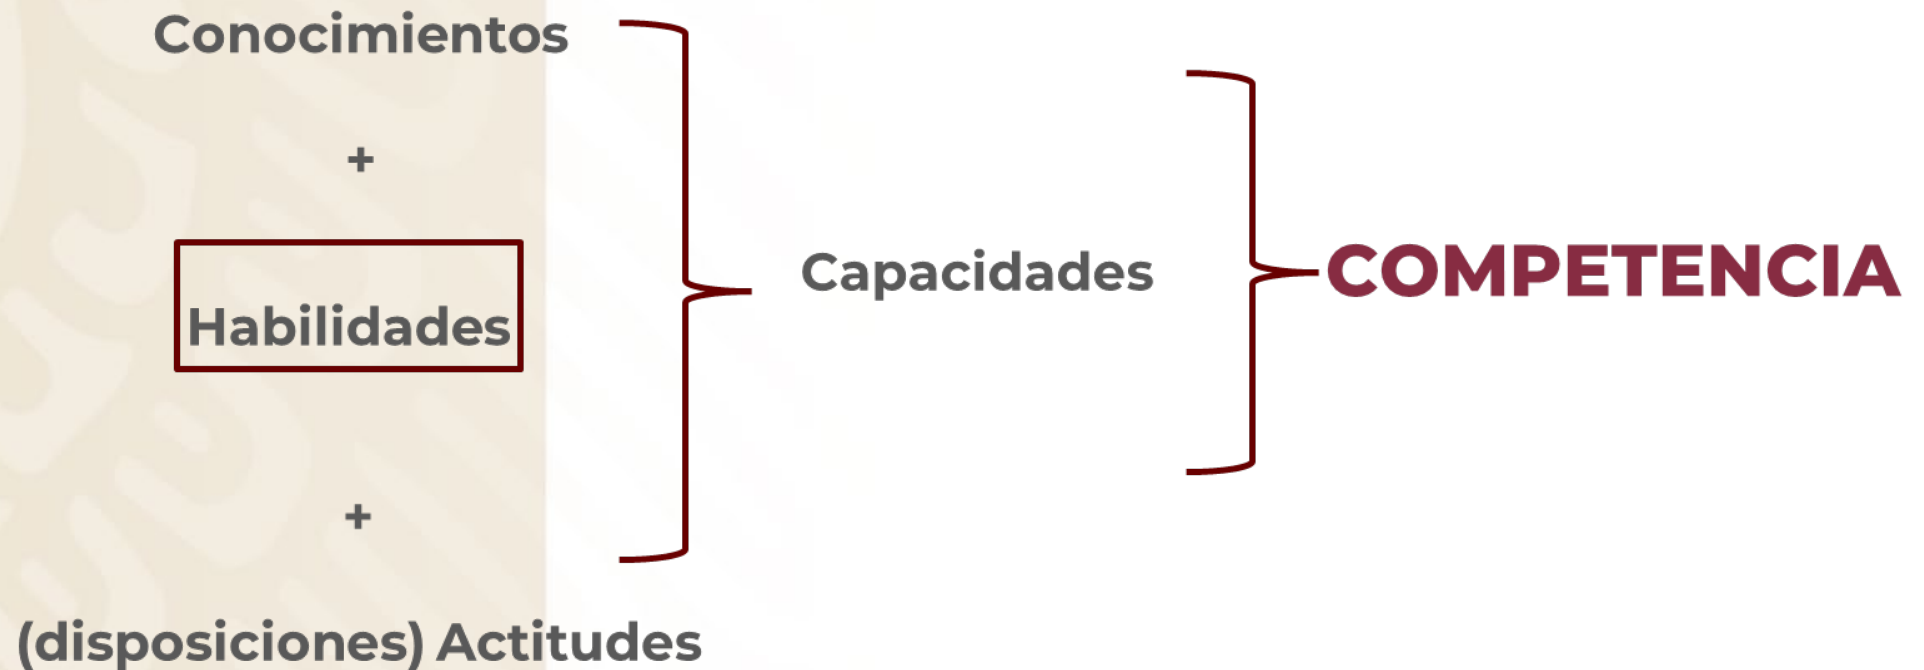 Conocimientos
+
Habilidades
+
(disposiciones) Actitudes
Capacidades
COMPETENCIA